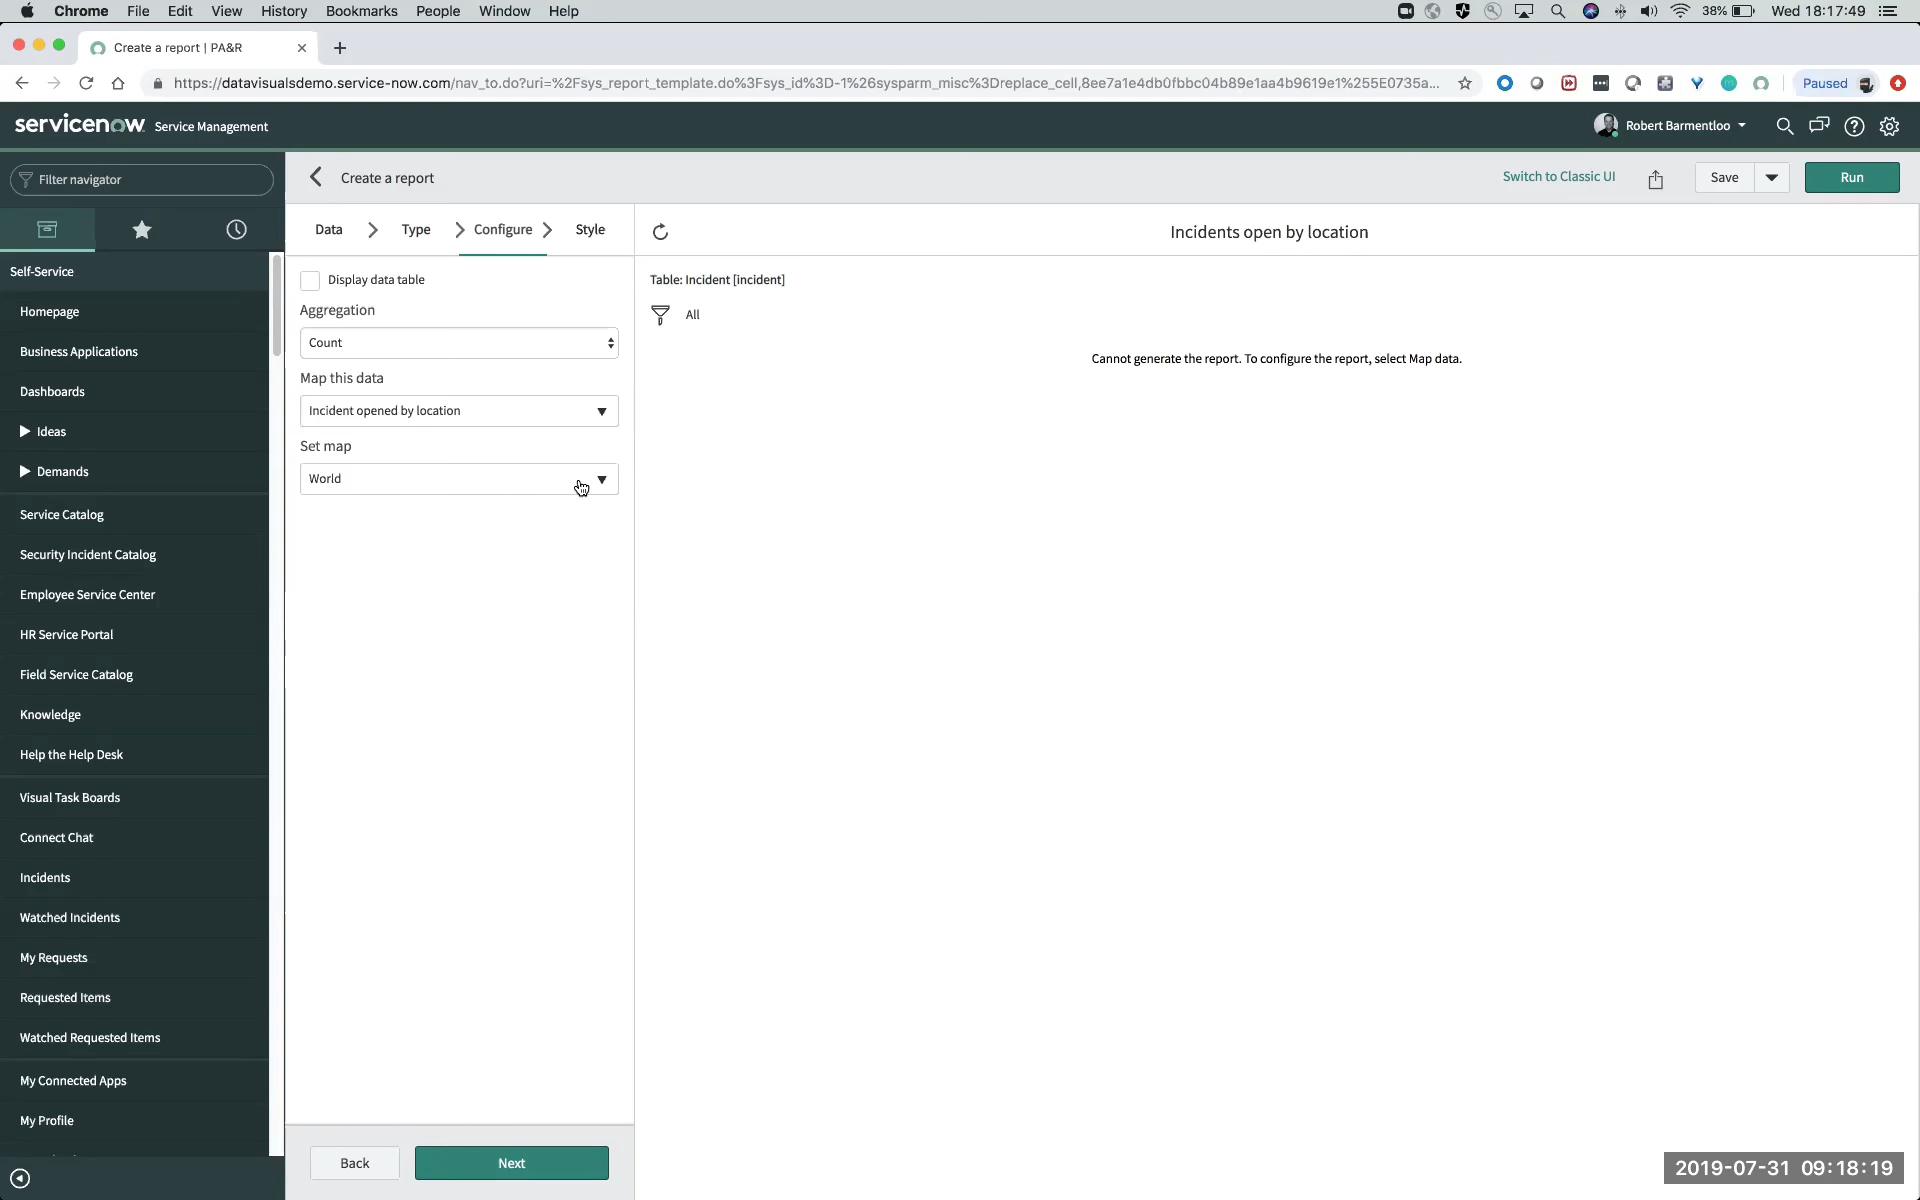 Chrome File Edit View History Bookmarks People Window Help 38% Wed 18:17:49
Create a report | PA&R
https://datavisualsdemo.service-now.com/nav_to.do?uri=%2Fsys_report_template.do%3Fsys_id%3D-1%26sysparm_misc%3Dreplace_cell,8ee7a1e4db0fbbc04b89e1aa4b9619e1%255E0735a... Paused
servicenow Service Management Robert Barmentloo
Filter navigator
Create a report Switch to Classic UI Save Run
Data Type Configure Style
Incidents open by location
Self-Service
Homepage
Business Applications
Dashboards
Ideas
Demands
Service Catalog
Security Incident Catalog
Employee Service Center
HR Service Portal
Field Service Catalog
Knowledge
Help the Help Desk
Visual Task Boards
Connect Chat
Incidents
Watched Incidents
My Requests
Requested Items
Watched Requested Items
My Connected Apps
My Profile
Display data table
Aggregation
Count
Map this data
Incident opened by location
Set map
World
Back Next
Table: Incident [incident]
All
Cannot generate the report. To configure the report, select Map data.
2019-07-31 09:18:19